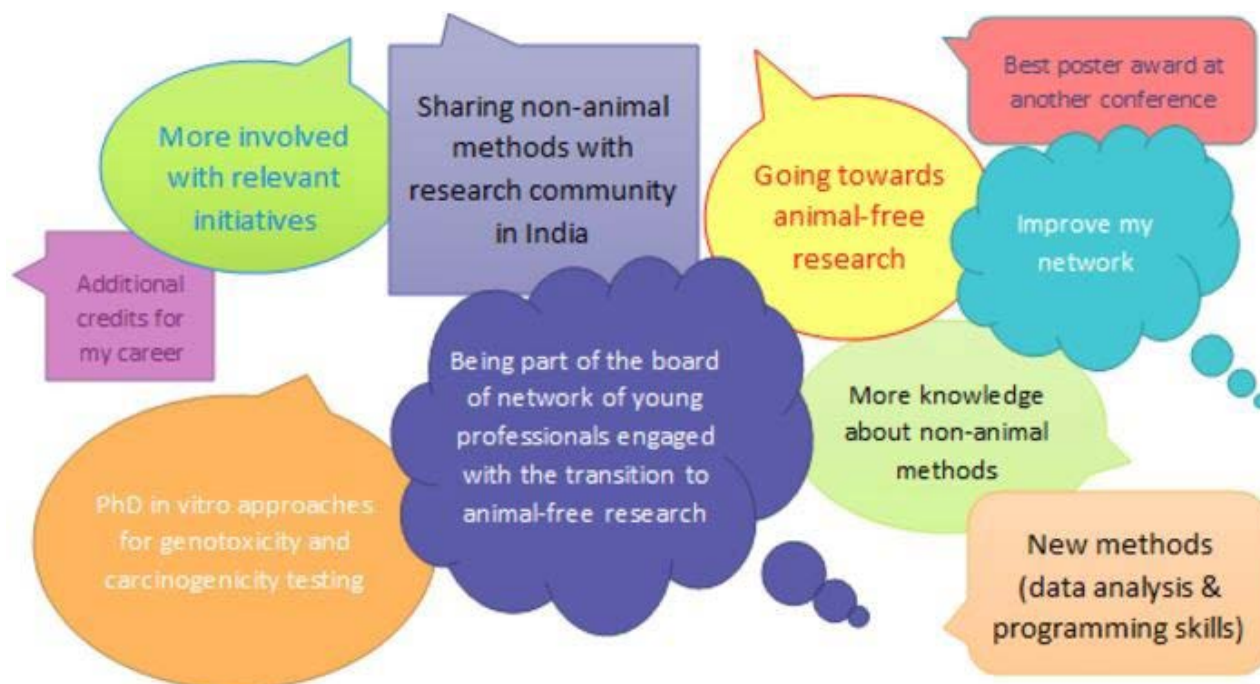 More involved
with relevant
initiatives
Sharing non-animal
methods with
research community
in India
Going towards
animal-free
research
Best poster award at
another conference
Improve my
network
Additional
credits for
my career
Being part of the board
of network of young
professionals engaged
with the transition to
animal-free research
More knowledge
about non-animal
methods
PhD in vitro approaches
for genotoxicity and
carcinogenicity testing
New methods
(data analysis &
programming skills)